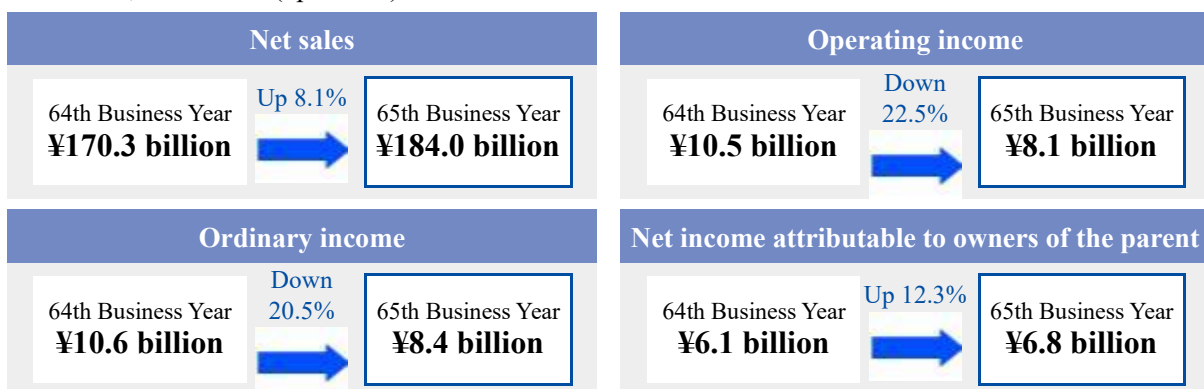 Net sales
64th Business Year
¥170.3 billion
Up 8.1%
65th Business Year
¥184.0 billion
Operating income
64th Business Year
¥10.5 billion
Down
22.5%
65th Business Year
¥8.1 billion
Ordinary income
64th Business Year
¥10.6 billion
Down
20.5%
65th Business Year
¥8.4 billion
Net income attributable to owners of the parent
64th Business Year
¥6.1 billion
Up 12.3%
65th Business Year
¥6.8 billion